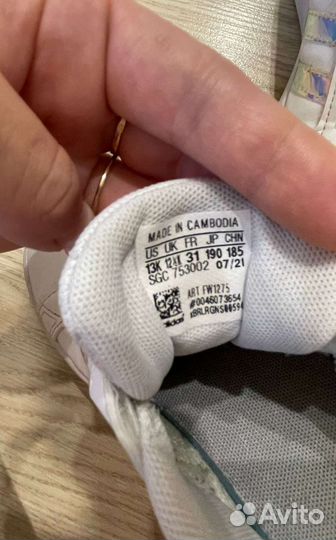 MADE IN CAMBODIA
US UK FR JP CHN
13K 12½K 31 190 185
SGC 753002 07/21
ART FW1275
#0046073654
adidas
Avito